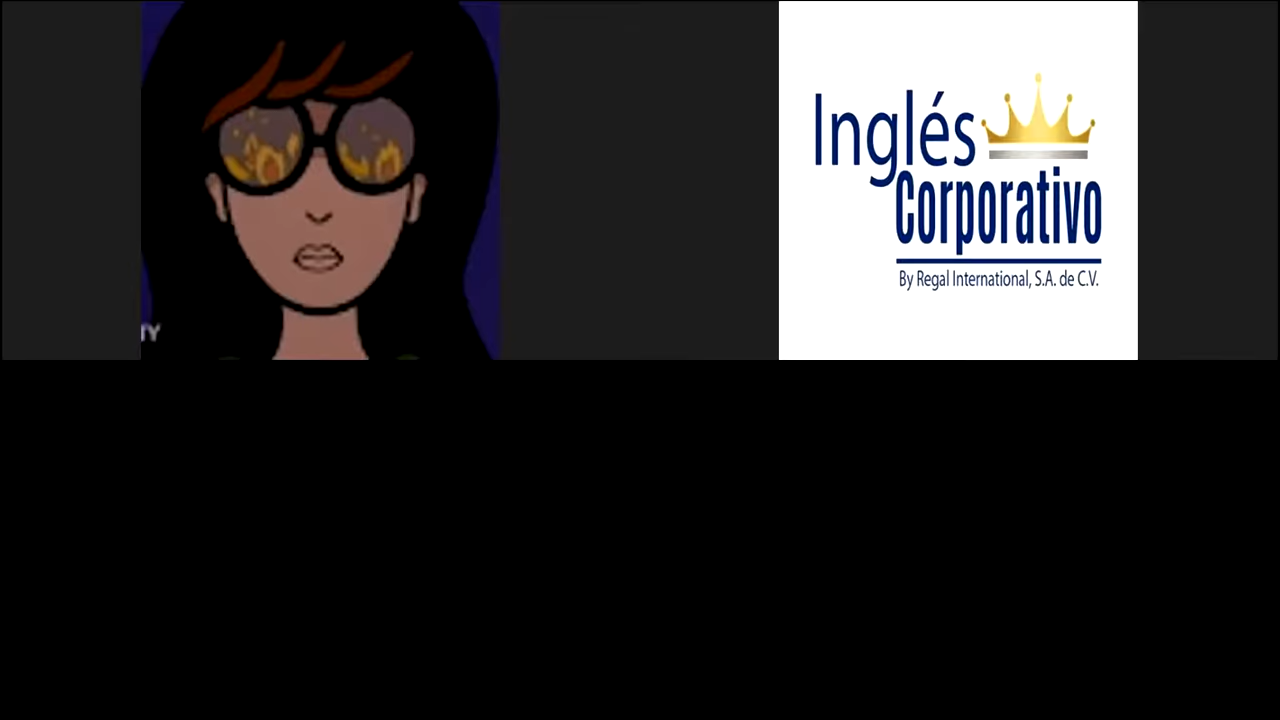 Inglés
Corporativo
By Regal International, S.A. de C.V.